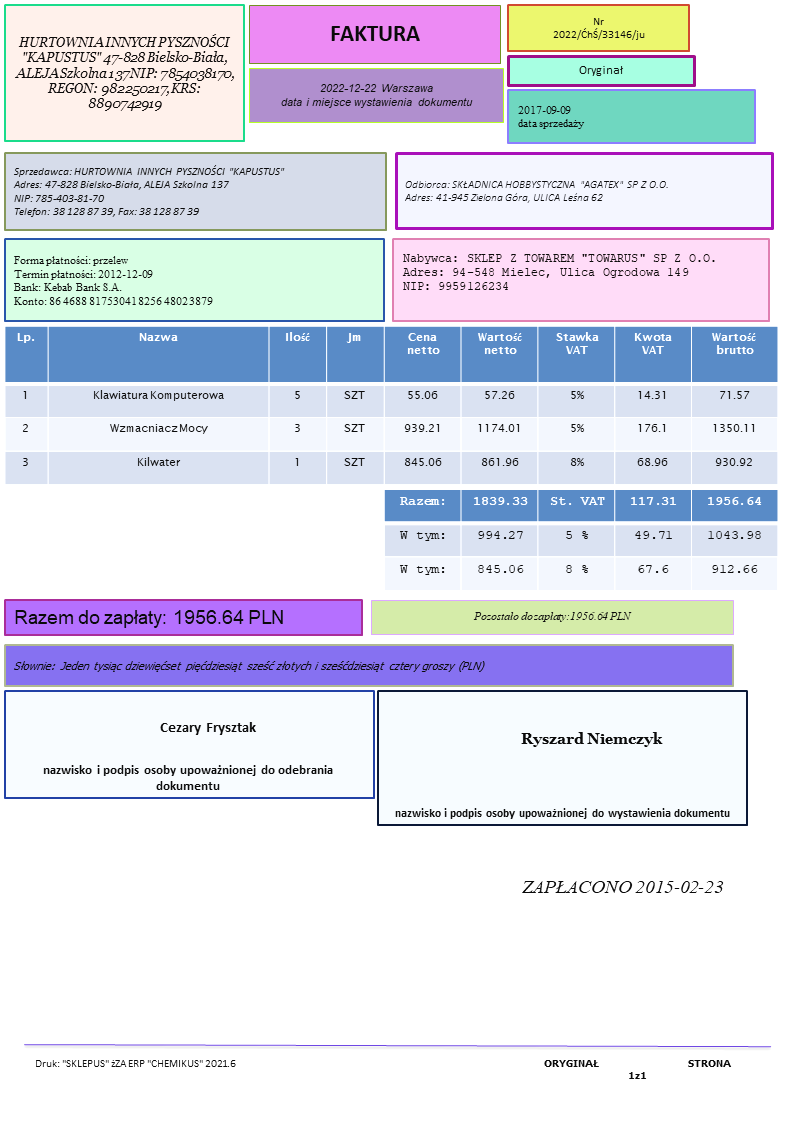 HURTOWNIA INNYCH PYSZNOŚCI
"KAPUSTUS" 47-828 Bielsko-Biała,
ALEJA Szkolna 137NIP: 7854038170,
REGON: 982250217,KRS:
8890742919
FAKTURA
2022-12-22 Warszawa
data i miejsce wystawienia dokumentu
Nr
2022/ĆhŚ/33146/ju
Oryginał
2017-09-09
data sprzedaży
Sprzedawca: HURTOWNIA INNYCH PYSZNOŚCI "KAPUSTUS"
Adres: 47-828 Bielsko-Biała, ALEJA Szkolna 137
NIP: 785-403-81-70
Telefon: 38 128 87 39, Fax: 38 128 87 39
Odbiorca: SKŁADNICA HOBBYSTYCZNA "AGATEX" SP Z O.O.
Adres: 41-945 Zielona Góra, ULICA Leśna 62
Forma płatności: przelew
Termin płatności: 2012-12-09
Bank: Kebab Bank S.A.
Konto: 86 4688 8175 3041 8256 4802 3879
Nabywca: SKLEP Z TOWAREM "TOWARUS" SP Z O.O.
Adres: 94-548 Mielec, Ulica Ogrodowa 149
NIP: 9959126234
Lp. Nazwa Ilość Jm Cena netto Wartość netto Stawka VAT Kwota VAT Wartość brutto
1 Klawiatura Komputerowa 5 SZT 55.06 57.26 5% 14.31 71.57
2 Wzmacniacz Mocy 3 SZT 939.21 1174.01 5% 176.1 1350.11
3 Kilwater 1 SZT 845.06 861.96 8% 68.96 930.92
Razem: 1839.33 St. VAT 117.31 1956.64
W tym: 994.27 5 % 49.71 1043.98
W tym: 845.06 8 % 67.6 912.66
Razem do zapłaty: 1956.64 PLN
Pozostało do zapłaty:1956.64 PLN
Słownie: Jeden tysiąc dziewięćset pięćdziesiąt sześć złotych i sześćdziesiąt cztery groszy (PLN)
Cezary Frysztak
nazwisko i podpis osoby upoważnionej do odebrania
dokumentu
Ryszard Niemczyk
nazwisko i podpis osoby upoważnionej do wystawienia dokumentu
ZAPŁACONO 2015-02-23
Druk: "SKLEPUS" żZA ERP "CHEMIKUS" 2021.6
ORYGINAŁ STRONA
1z1